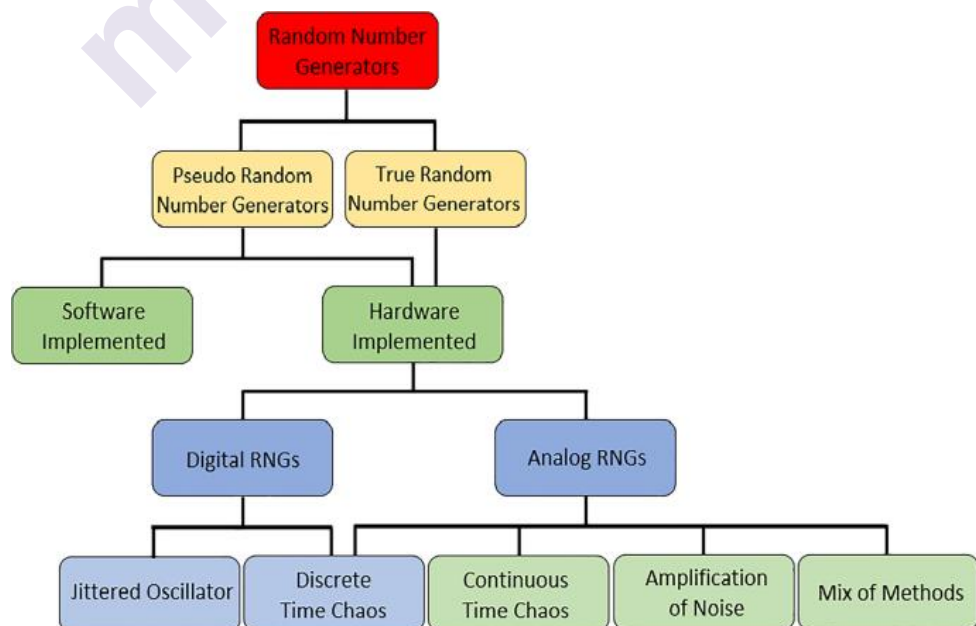 m
Random Number
Generators
Pseudo Random
Number Generators
True Random
Number Generators
Software
Implemented
Hardware
Implemented
Digital RNGs
Analog RNGs
Jittered Oscillator
Discrete
Time Chaos
Continuous
Time Chaos
Amplification
of Noise
Mix of Methods